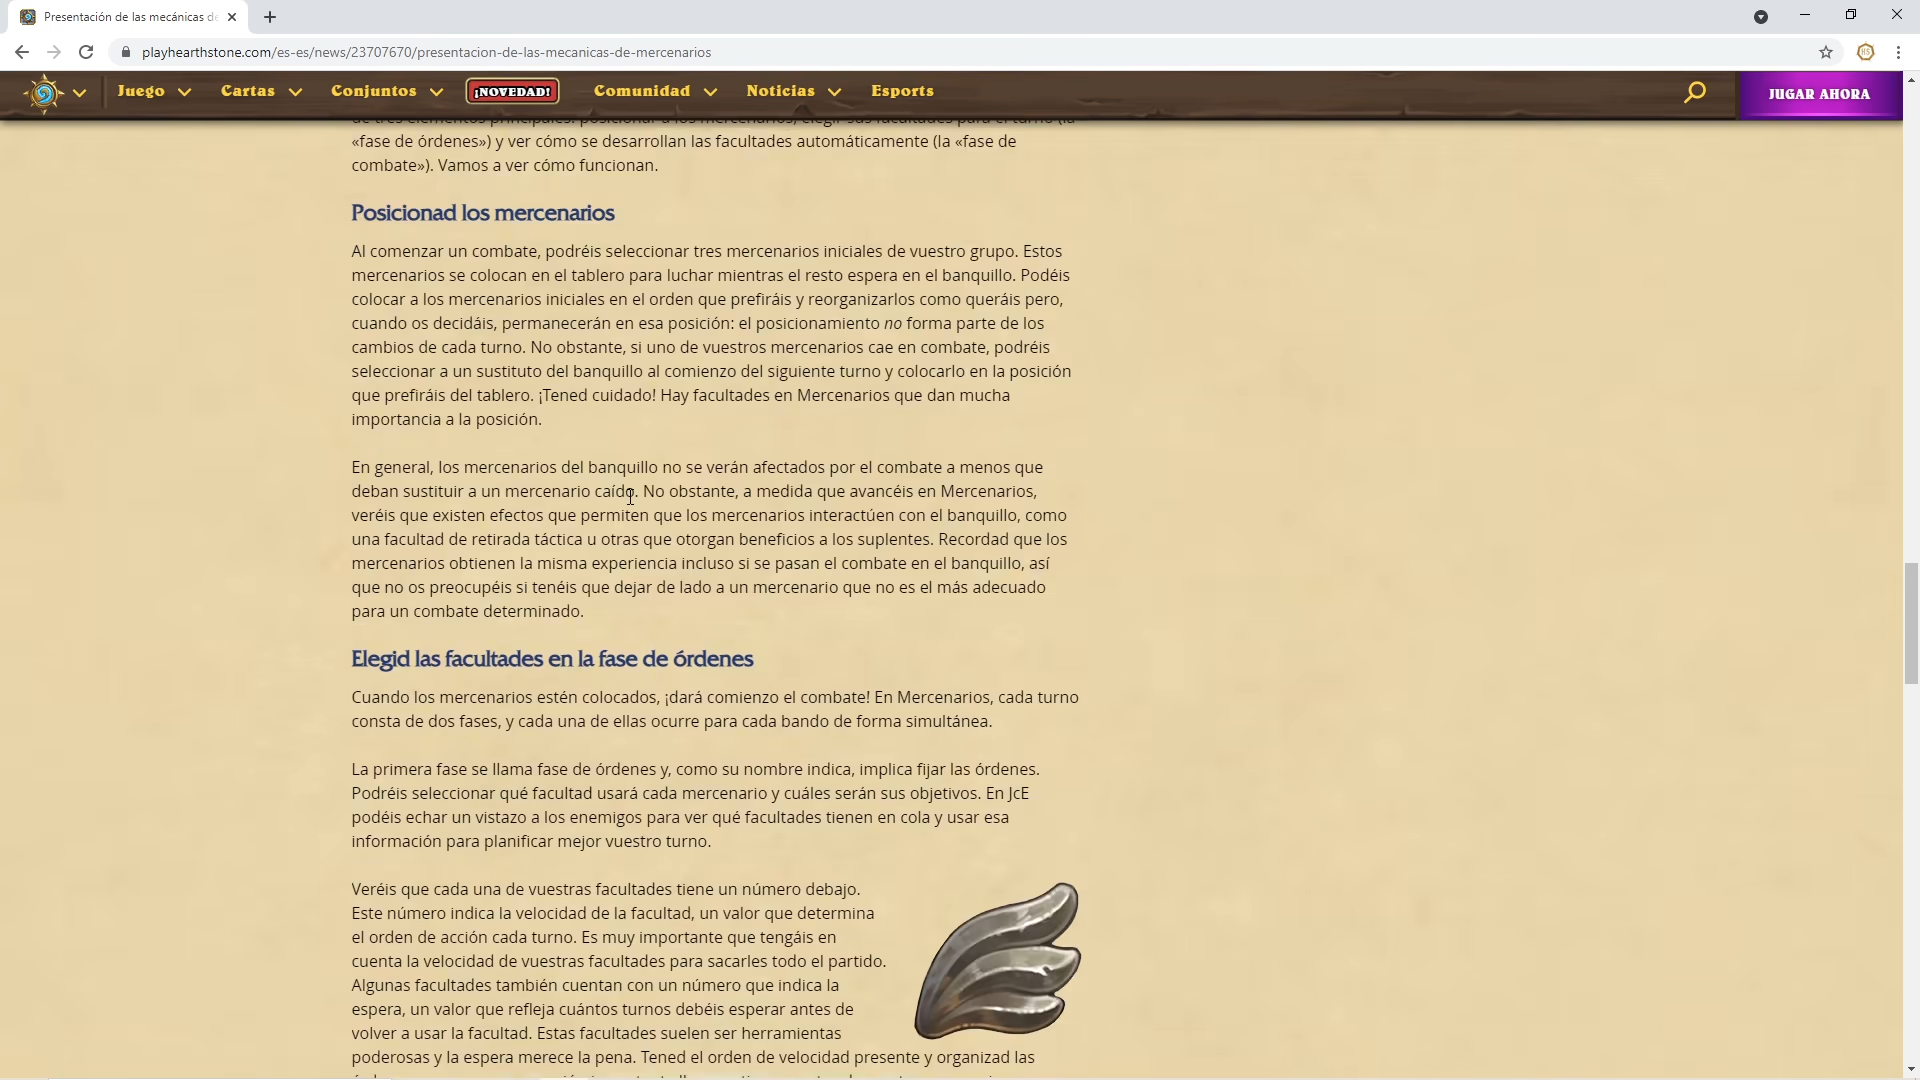 Presentación de las mecánicas de
playhearthstone.com/es-es/news/23707670/presentacion-de-las-mecanicas-de-mercenarios
Juego Cartas Conjuntos ¡NOVEDAD! Comunidad Noticias Esports JUGAR AHORA
de tres elementos principales: posicionar a los mercenarios, elegir sus facultades para el turno (la
«fase de órdenes») y ver cómo se desarrollan las facultades automáticamente (la «fase de
combate»). Vamos a ver cómo funcionan.
Posicionad los mercenarios
Al comenzar un combate, podréis seleccionar tres mercenarios iniciales de vuestro grupo. Estos
mercenarios se colocan en el tablero para luchar mientras el resto espera en el banquillo. Podéis
colocar a los mercenarios iniciales en el orden que prefiráis y reorganizarlos como queráis pero,
cuando os decidáis, permanecerán en esa posición: el posicionamiento no forma parte de los
cambios de cada turno. No obstante, si uno de vuestros mercenarios cae en combate, podréis
seleccionar a un sustituto del banquillo al comienzo del siguiente turno y colocarlo en la posición
que prefiráis del tablero. ¡Tened cuidado! Hay facultades en Mercenarios que dan mucha
importancia a la posición.
En general, los mercenarios del banquillo no se verán afectados por el combate a menos que
deban sustituir a un mercenario caído. No obstante, a medida que avancéis en Mercenarios,
veréis que existen efectos que permiten que los mercenarios interactúen con el banquillo, como
una facultad de retirada táctica u otras que otorgan beneficios a los suplentes. Recordad que los
mercenarios obtienen la misma experiencia incluso si se pasan el combate en el banquillo, así
que no os preocupéis si tenéis que dejar de lado a un mercenario que no es el más adecuado
para un combate determinado.
Elegid las facultades en la fase de órdenes
Cuando los mercenarios estén colocados, ¡dará comienzo el combate! En Mercenarios, cada turno
consta de dos fases, y cada una de ellas ocurre para cada bando de forma simultánea.
La primera fase se llama fase de órdenes y, como su nombre indica, implica fijar las órdenes.
Podréis seleccionar qué facultad usará cada mercenario y cuáles serán sus objetivos. En JcE
podéis echar un vistazo a los enemigos para ver qué facultades tienen en cola y usar esa
información para planificar mejor vuestro turno.
Veréis que cada una de vuestras facultades tiene un número debajo.
Este número indica la velocidad de la facultad, un valor que determina
el orden de acción cada turno. Es muy importante que tengáis en
cuenta la velocidad de vuestras facultades para sacarles todo el partido.
Algunas facultades también cuentan con un número que indica la
espera, un valor que refleja cuántos turnos debéis esperar antes de
volver a usar la facultad. Estas facultades suelen ser herramientas
poderosas y la espera merece la pena. Tened el orden de velocidad presente y organizad las